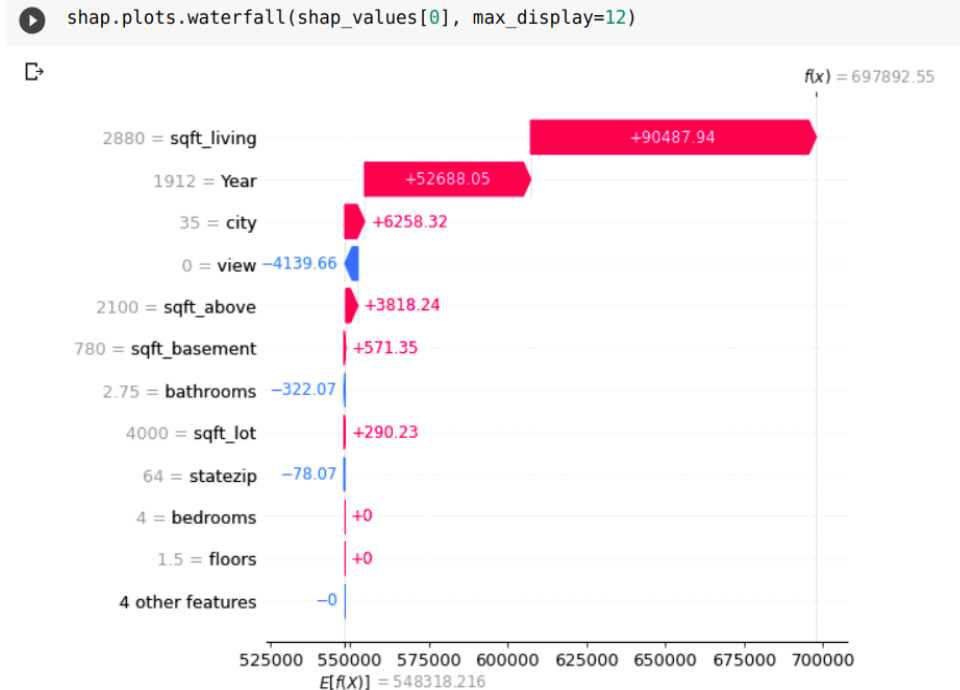 shap.plots.waterfall(shap_values[0], max_display=12)
f(x) = 697892.55
2880 = sqft_living +90487.94
1912 = Year +52688.05
35 = city +6258.32
0 = view −4139.66
2100 = sqft_above +3818.24
780 = sqft_basement +571.35
2.75 = bathrooms −322.07
4000 = sqft_lot +290.23
64 = statezip −78.07
4 = bedrooms +0
1.5 = floors +0
4 other features −0
525000 550000 575000 600000 625000 650000 675000 700000
E[f(X)] = 548318.216